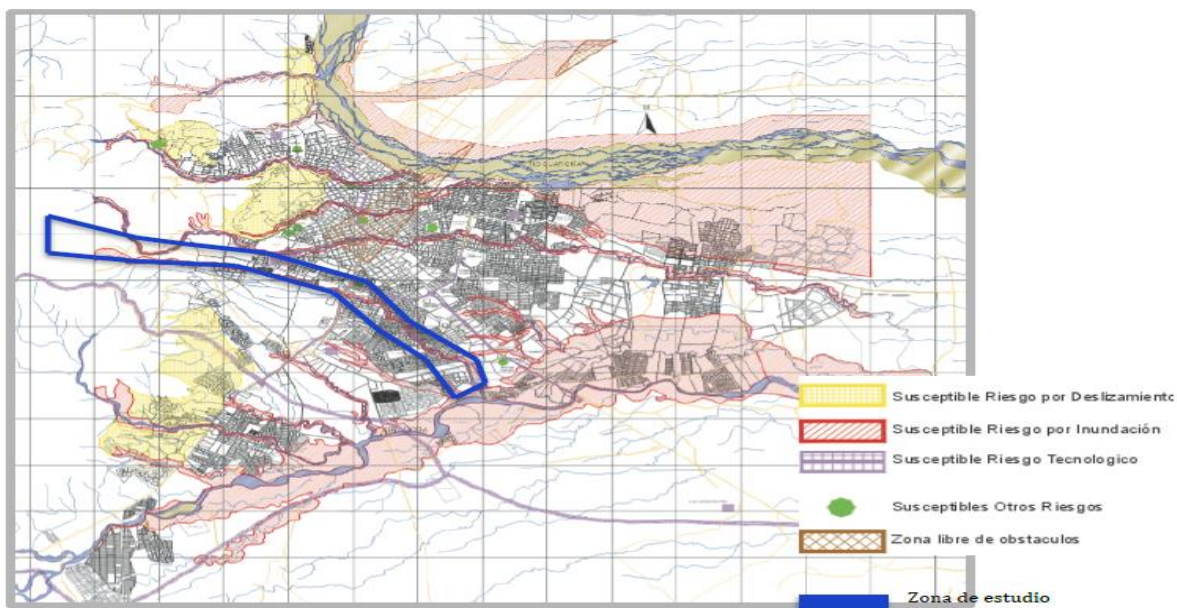 Susceptible Riesgo por Deslizamiento
Susceptible Riesgo por Inundación
Susceptible Riesgo Tecnologico
Susceptibles Otros Riesgos
Zona libre de obstaculos
Zona de estudio